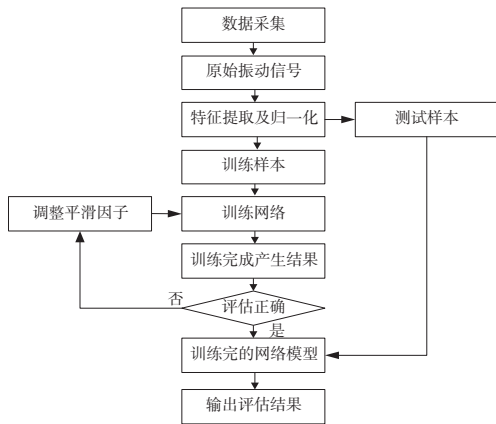 数据采集
原始振动信号
特征提取及归一化
测试样本
训练样本
调整平滑因子
训练网络
训练完成产生结果
否
评估正确
是
训练完的网络模型
输出评估结果